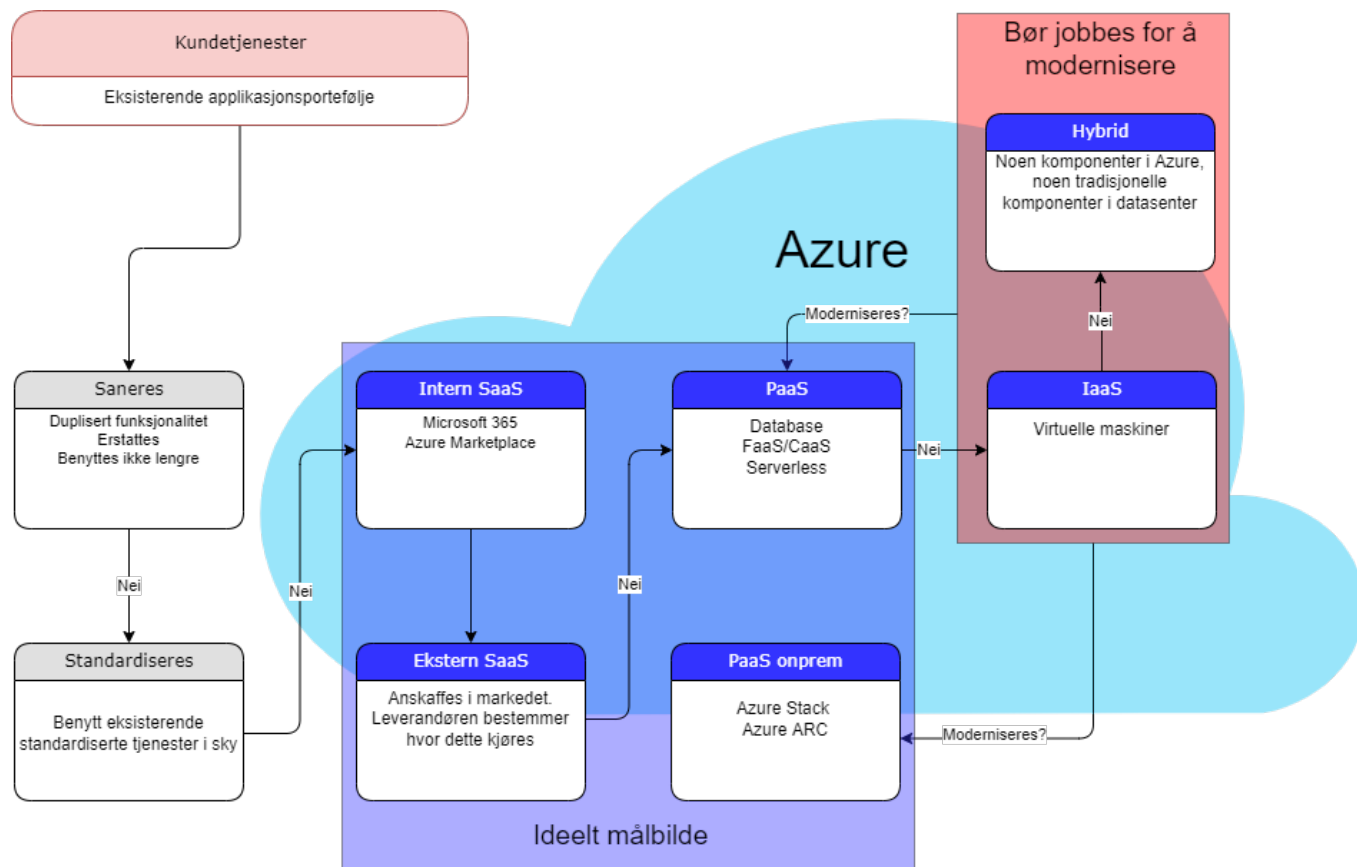 Kundetjenester
Eksisterende applikasjonsportefølje
Bør jobbes for å
modernisere
Hybrid
Noen komponenter i Azure,
noen tradisjonelle
komponenter i datasenter
Azure
Moderniseres?
Nei
Saneres
Duplisert funksjonalitet
Erstattes
Benyttes ikke lengre
Intern SaaS
Microsoft 365
Azure Marketplace
PaaS
Database
FaaS/CaaS
Serverless
Nei
IaaS
Virtuelle maskiner
Nei
Nei
Nei
Standardiseres
Benytt eksisterende
standardiserte tjenester i sky
Ekstern SaaS
Anskaffes i markedet.
Leverandøren bestemmer
hvor dette kjøres
PaaS onprem
Azure Stack
Azure ARC
Moderniseres?
Ideelt målbilde